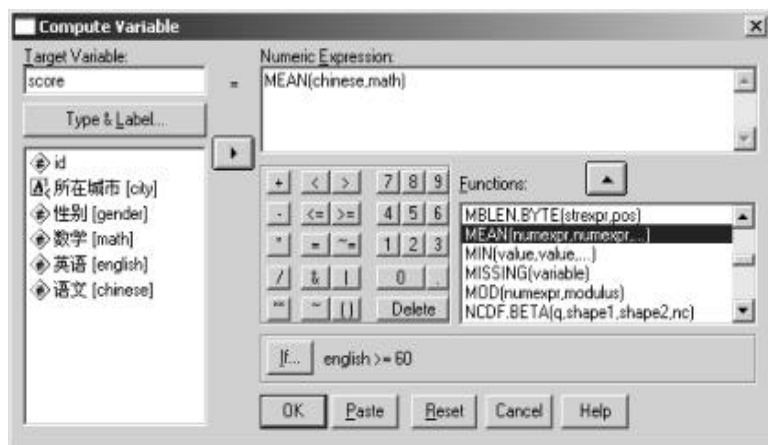 Compute Variable
Target Variable:
score
=
Numeric Expression:
MEAN(chinese,math)
Type & Label...
id
所在城市 [city]
性别 [gender]
数学 [math]
英语 [english]
语文 [chinese]
+ < > 7 8 9
- <= >= 4 5 6
* = ~= 1 2 3
/ & | 0 .
** ~ () Delete
Functions:
MBLEN.BYTE(strexpr,pos)
MEAN(numexpr,numexpr,...)
MIN(value,value,...)
MISSING(variable)
MOD(numexpr,modulus)
NCDF.BETA(q,shape1,shape2,nc)
If... english >= 60
OK Paste Reset Cancel Help